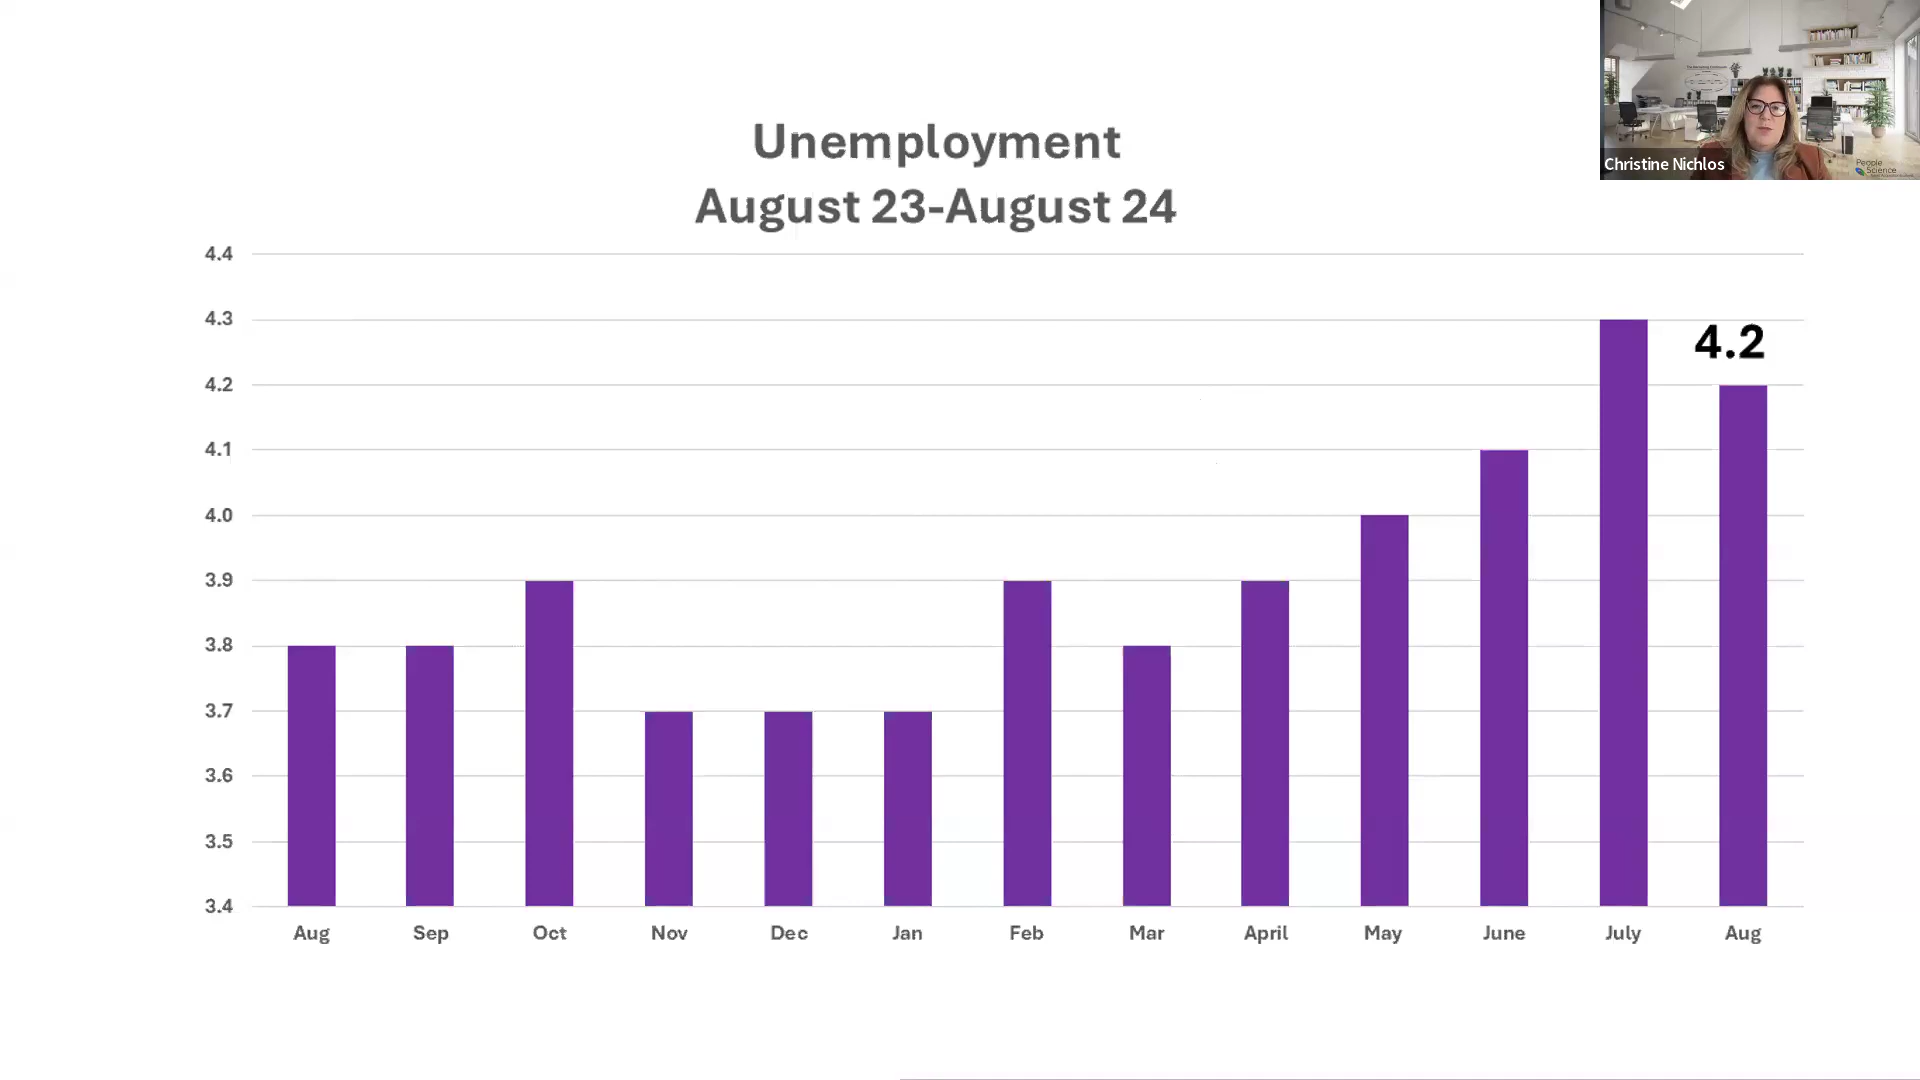 Unemployment
August 23-August 24
4.4
4.3
4.2
4.1
4.0
3.9
3.8
3.7
3.6
3.5
3.4
4.2
Aug Sep Oct Nov Dec Jan Feb Mar April May June July Aug
Christine Nichlos
People
Science